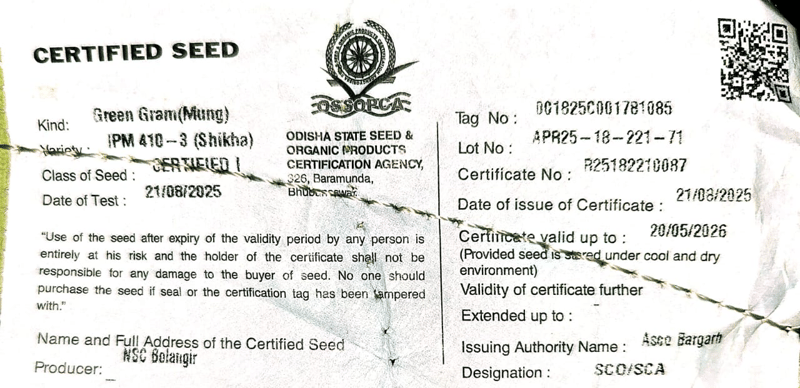 CERTIFIED SEED
OSSOPCA
Kind: Green Gram(Mung)
Variety: IPM 410-3 (Shikha)
Class of Seed: CERTIFIED I
Date of Test: 21/08/2025
ODISHA STATE SEED &
ORGANIC PRODUCTS
CERTIFICATION AGENCY,
326, Baramunda,
"Use of the seed after expiry of the validity period by any person is
entirely at his risk and the holder of the certificate shall not be
responsible for any damage to the buyer of seed. No one should
purchase the seed if seal or the certification tag has been tampered
with."
Name and Full Address of the Certified Seed
Producer: NSC Bolangir
Tag No: 001825C001781085
Lot No: APR25-18-221-71
Certificate No: R25182210087
Date of issue of Certificate: 21/08/2025
Certificate valid up to: 20/05/2026
(Provided seed is stored under cool and dry
environment)
Validity of certificate further
Extended up to:
Issuing Authority Name: Asco Bargarh
Designation: SCO/SCA